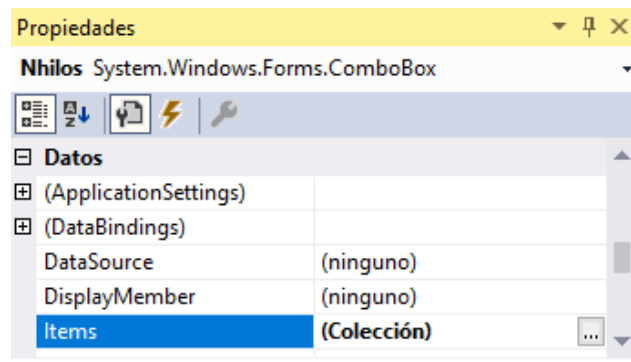 Propiedades
Nhilos System.Windows.Forms.ComboBox
Datos
(ApplicationSettings)
(DataBindings)
DataSource (ninguno)
DisplayMember (ninguno)
Items (Colección) ...